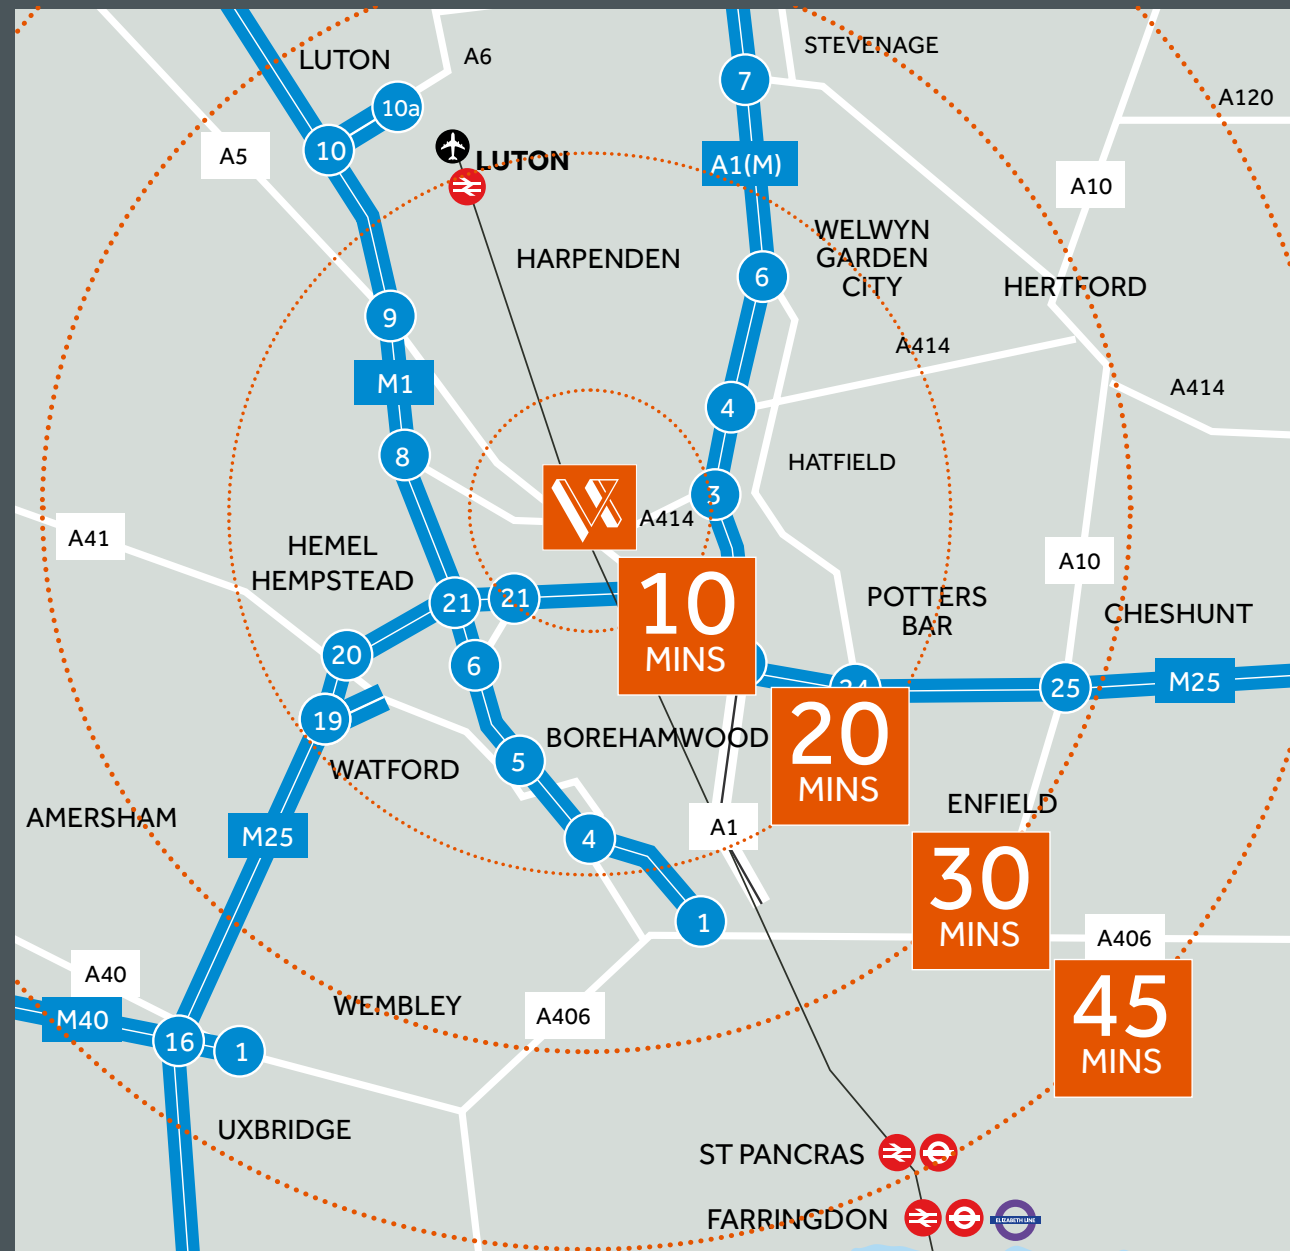 STEVENAGE
LUTON
A6
7
10a
A120
10
A5
LUTON
A1(M)
A10
WELWYN
GARDEN
CITY
HARPENDEN
6
HERTFORD
9
A414
M1
A414
4
8
HATFIELD
3
A414
A41
HEMEL
HEMPSTEAD
A10
10
MINS
21
21
POTTERS
BAR
CHESHUNT
20
6
24
25
M25
19
BOREHAMWOOD
20
MINS
5
WATFORD
ENFIELD
AMERSHAM
M25
A1
4
30
MINS
1
A406
A40
WEMBLEY
A406
45
MINS
M40
16
1
UXBRIDGE
ST PANCRAS
FARRINGDON
ELIZABETH LINE